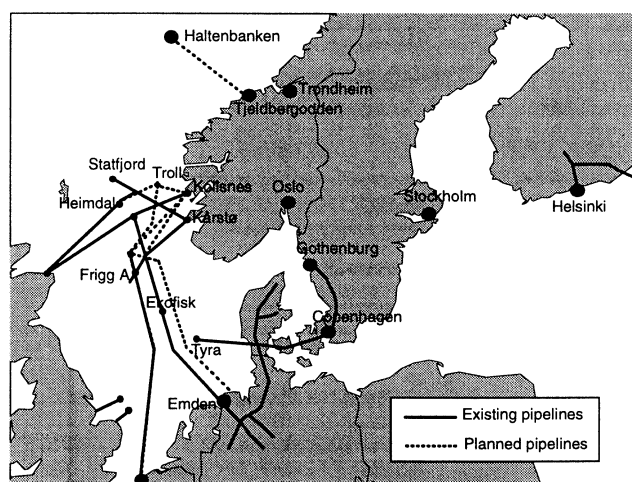 Haltenbanken
Trondheim
Tjeldbergodden
Statfjord
Trolls
Kollsnes
Heimdal
Oslo
Stockholm
Kårstø
Helsinki
Gothenburg
Frigg A
Ekofisk
Copenhagen
Tyra
Emden
Existing pipelines
Planned pipelines